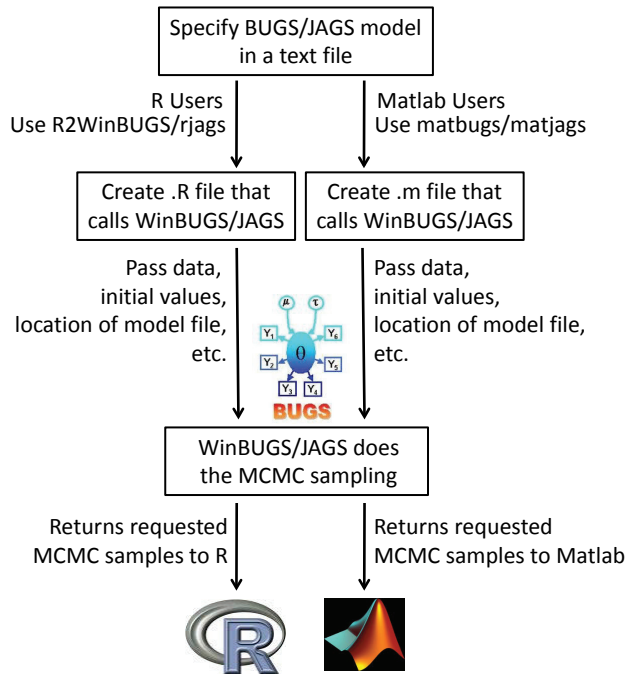 Specify BUGS/JAGS model
in a text file
R Users
Use R2WinBUGS/rjags
Matlab Users
Use matbugs/matjags
Create .R file that
calls WinBUGS/JAGS
Create .m file that
calls WinBUGS/JAGS
Pass data,
initial values,
location of model file,
etc.
Pass data,
initial values,
location of model file,
etc.
μ τ
Y1 Y6
θ
Y2 Y5
Y3 Y4
BUGS
WinBUGS/JAGS does
the MCMC sampling
Returns requested
MCMC samples to R
Returns requested
MCMC samples to Matlab
R